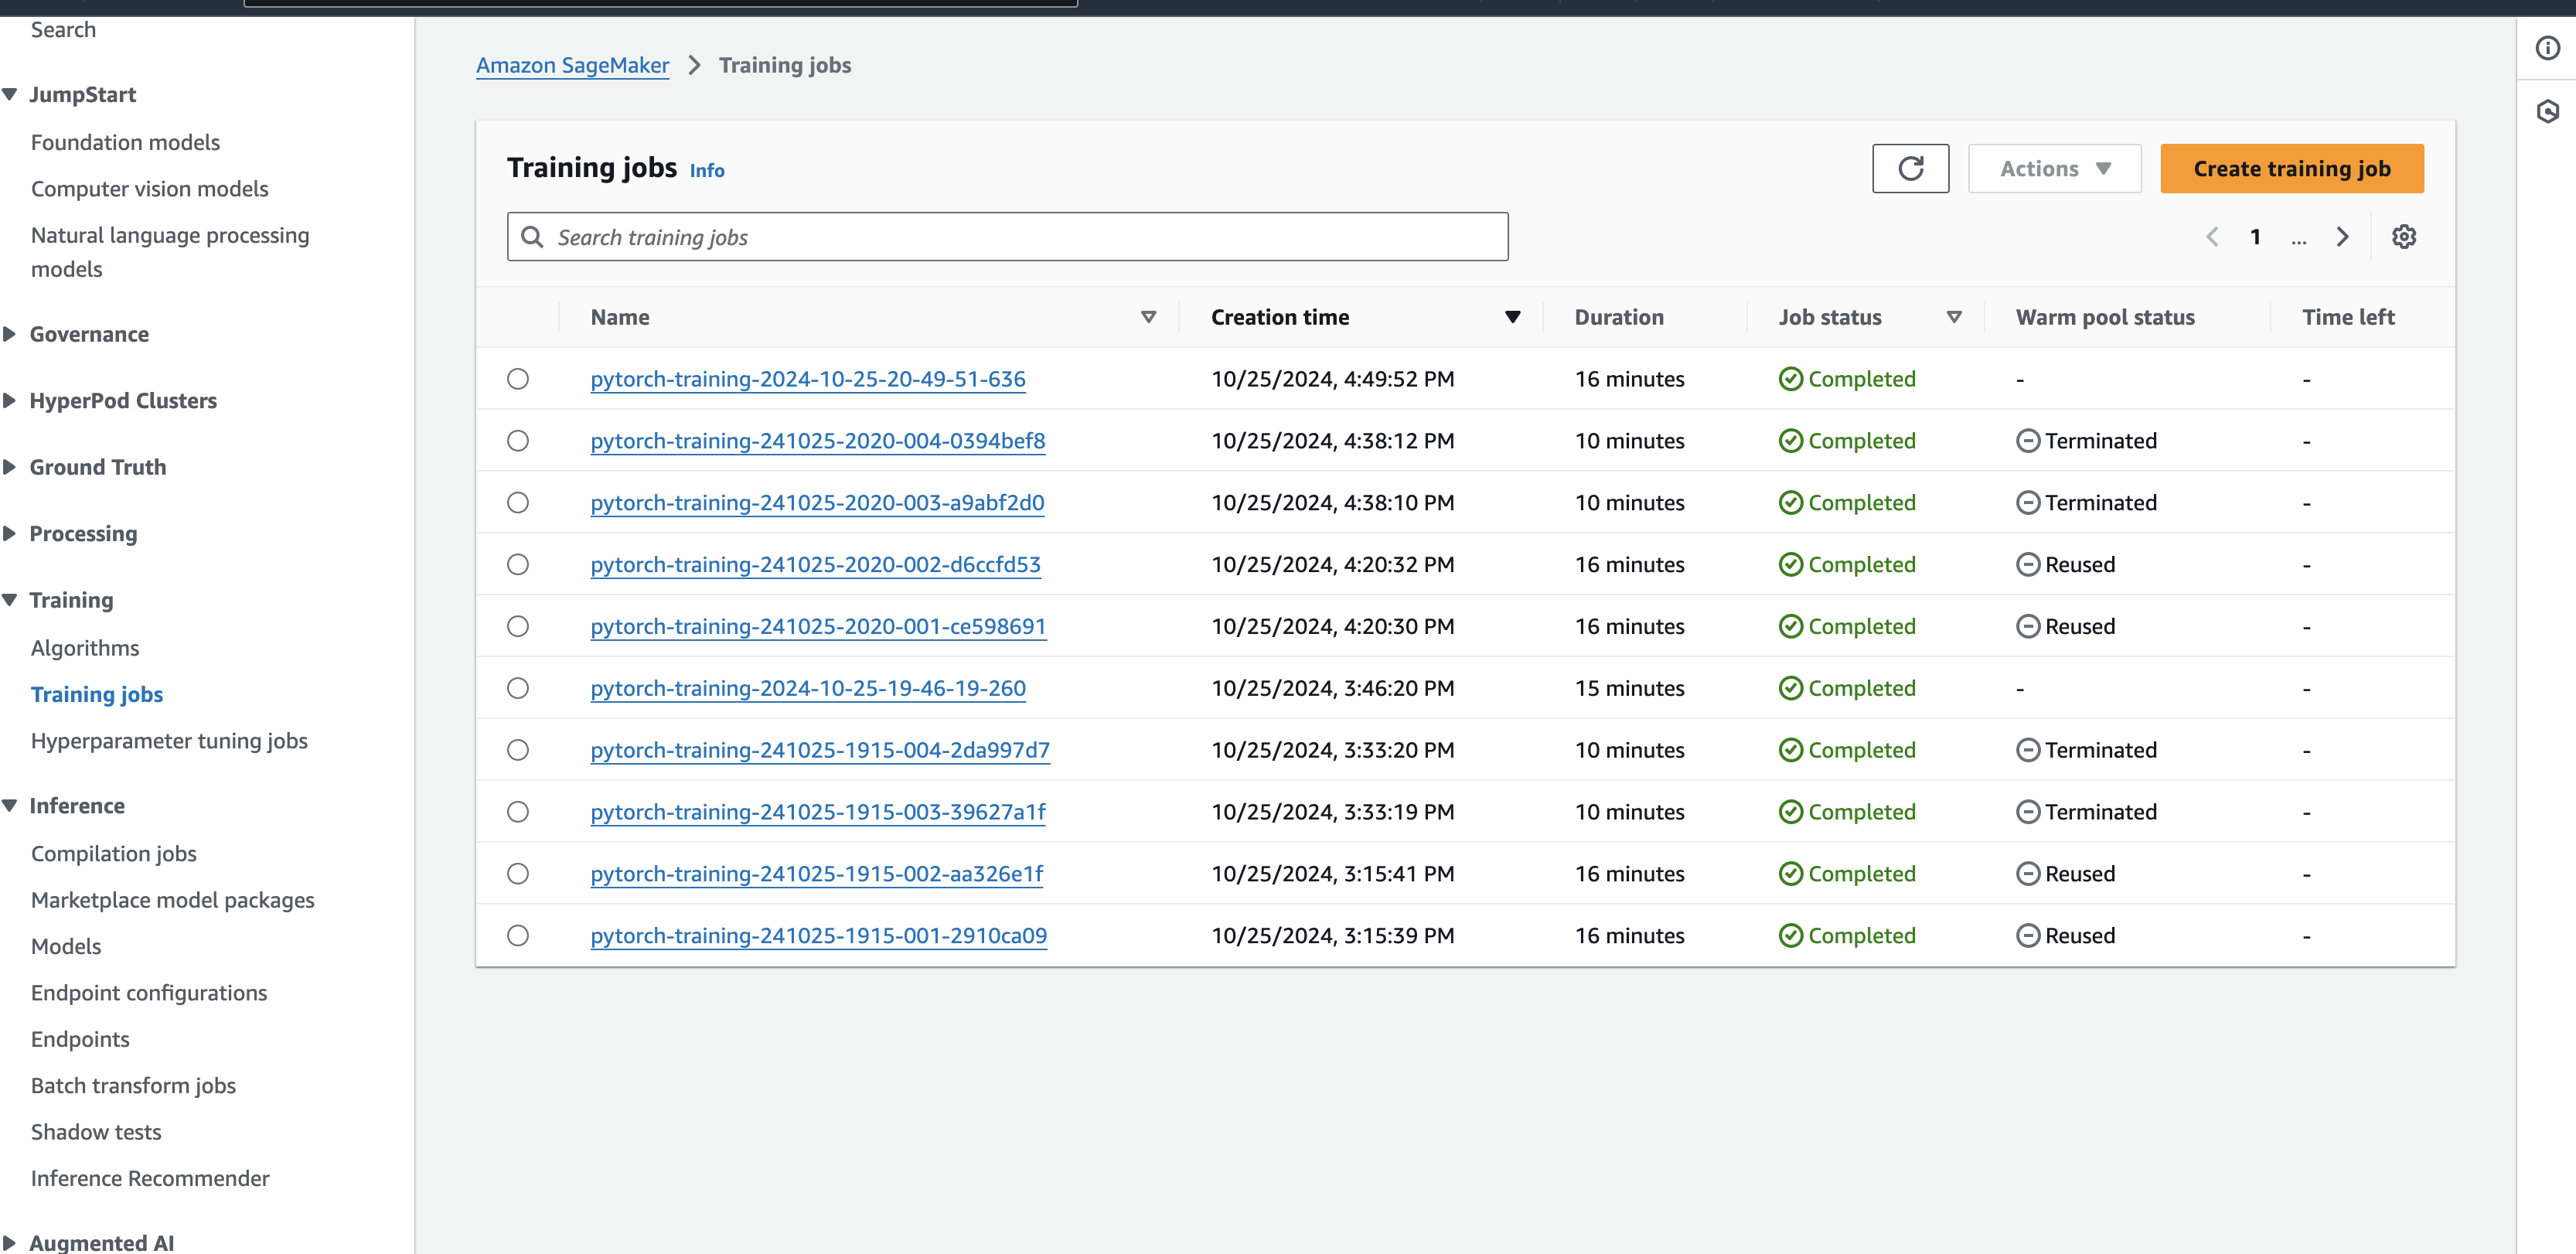 Search
JumpStart
Foundation models
Computer vision models
Natural language processing
models
Governance
HyperPod Clusters
Ground Truth
Processing
Training
Algorithms
Training jobs
Hyperparameter tuning jobs
Inference
Compilation jobs
Marketplace model packages
Models
Endpoint configurations
Endpoints
Batch transform jobs
Shadow tests
Inference Recommender
Augmented AI
Amazon SageMaker > Training jobs
Training jobs Info
Actions
Create training job
Search training jobs
1 ...
Name Creation time Duration Job status Warm pool status Time left
pytorch-training-2024-10-25-20-49-51-636 10/25/2024, 4:49:52 PM 16 minutes Completed - -
pytorch-training-241025-2020-004-0394bef8 10/25/2024, 4:38:12 PM 10 minutes Completed Terminated -
pytorch-training-241025-2020-003-a9abf2d0 10/25/2024, 4:38:10 PM 10 minutes Completed Terminated -
pytorch-training-241025-2020-002-d6ccfd53 10/25/2024, 4:20:32 PM 16 minutes Completed Reused -
pytorch-training-241025-2020-001-ce598691 10/25/2024, 4:20:30 PM 16 minutes Completed Reused -
pytorch-training-2024-10-25-19-46-19-260 10/25/2024, 3:46:20 PM 15 minutes Completed - -
pytorch-training-241025-1915-004-2da997d7 10/25/2024, 3:33:20 PM 10 minutes Completed Terminated -
pytorch-training-241025-1915-003-39627a1f 10/25/2024, 3:33:19 PM 10 minutes Completed Terminated -
pytorch-training-241025-1915-002-aa326e1f 10/25/2024, 3:15:41 PM 16 minutes Completed Reused -
pytorch-training-241025-1915-001-2910ca09 10/25/2024, 3:15:39 PM 16 minutes Completed Reused -